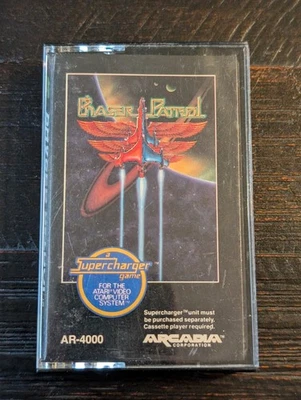 PHASER PATROL
a
Supercharger™
game
FOR THE
ATARI® VIDEO
COMPUTER
SYSTEM™
Supercharger™ unit must
be purchased separately.
Cassette player required.
AR-4000
ARCADIA
CORPORATION